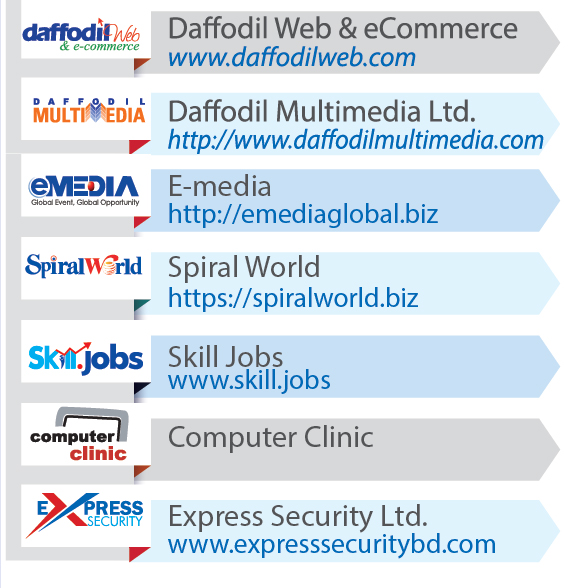 daffodil Web
& e-commerce
Daffodil Web & eCommerce
www.daffodilweb.com
DAFFODIL
MULTIMEDIA
Daffodil Multimedia Ltd.
http://www.daffodilmultimedia.com
eMEDIA
Global Event, Global Opportunity
E-media
http://emediaglobal.biz
SpiralWorld
Spiral World
https://spiralworld.biz
Skill.jobs
Skill Jobs
www.skill.jobs
computer
clinic
Computer Clinic
EXPRESS
SECURITY
Express Security Ltd.
www.expresssecuritybd.com